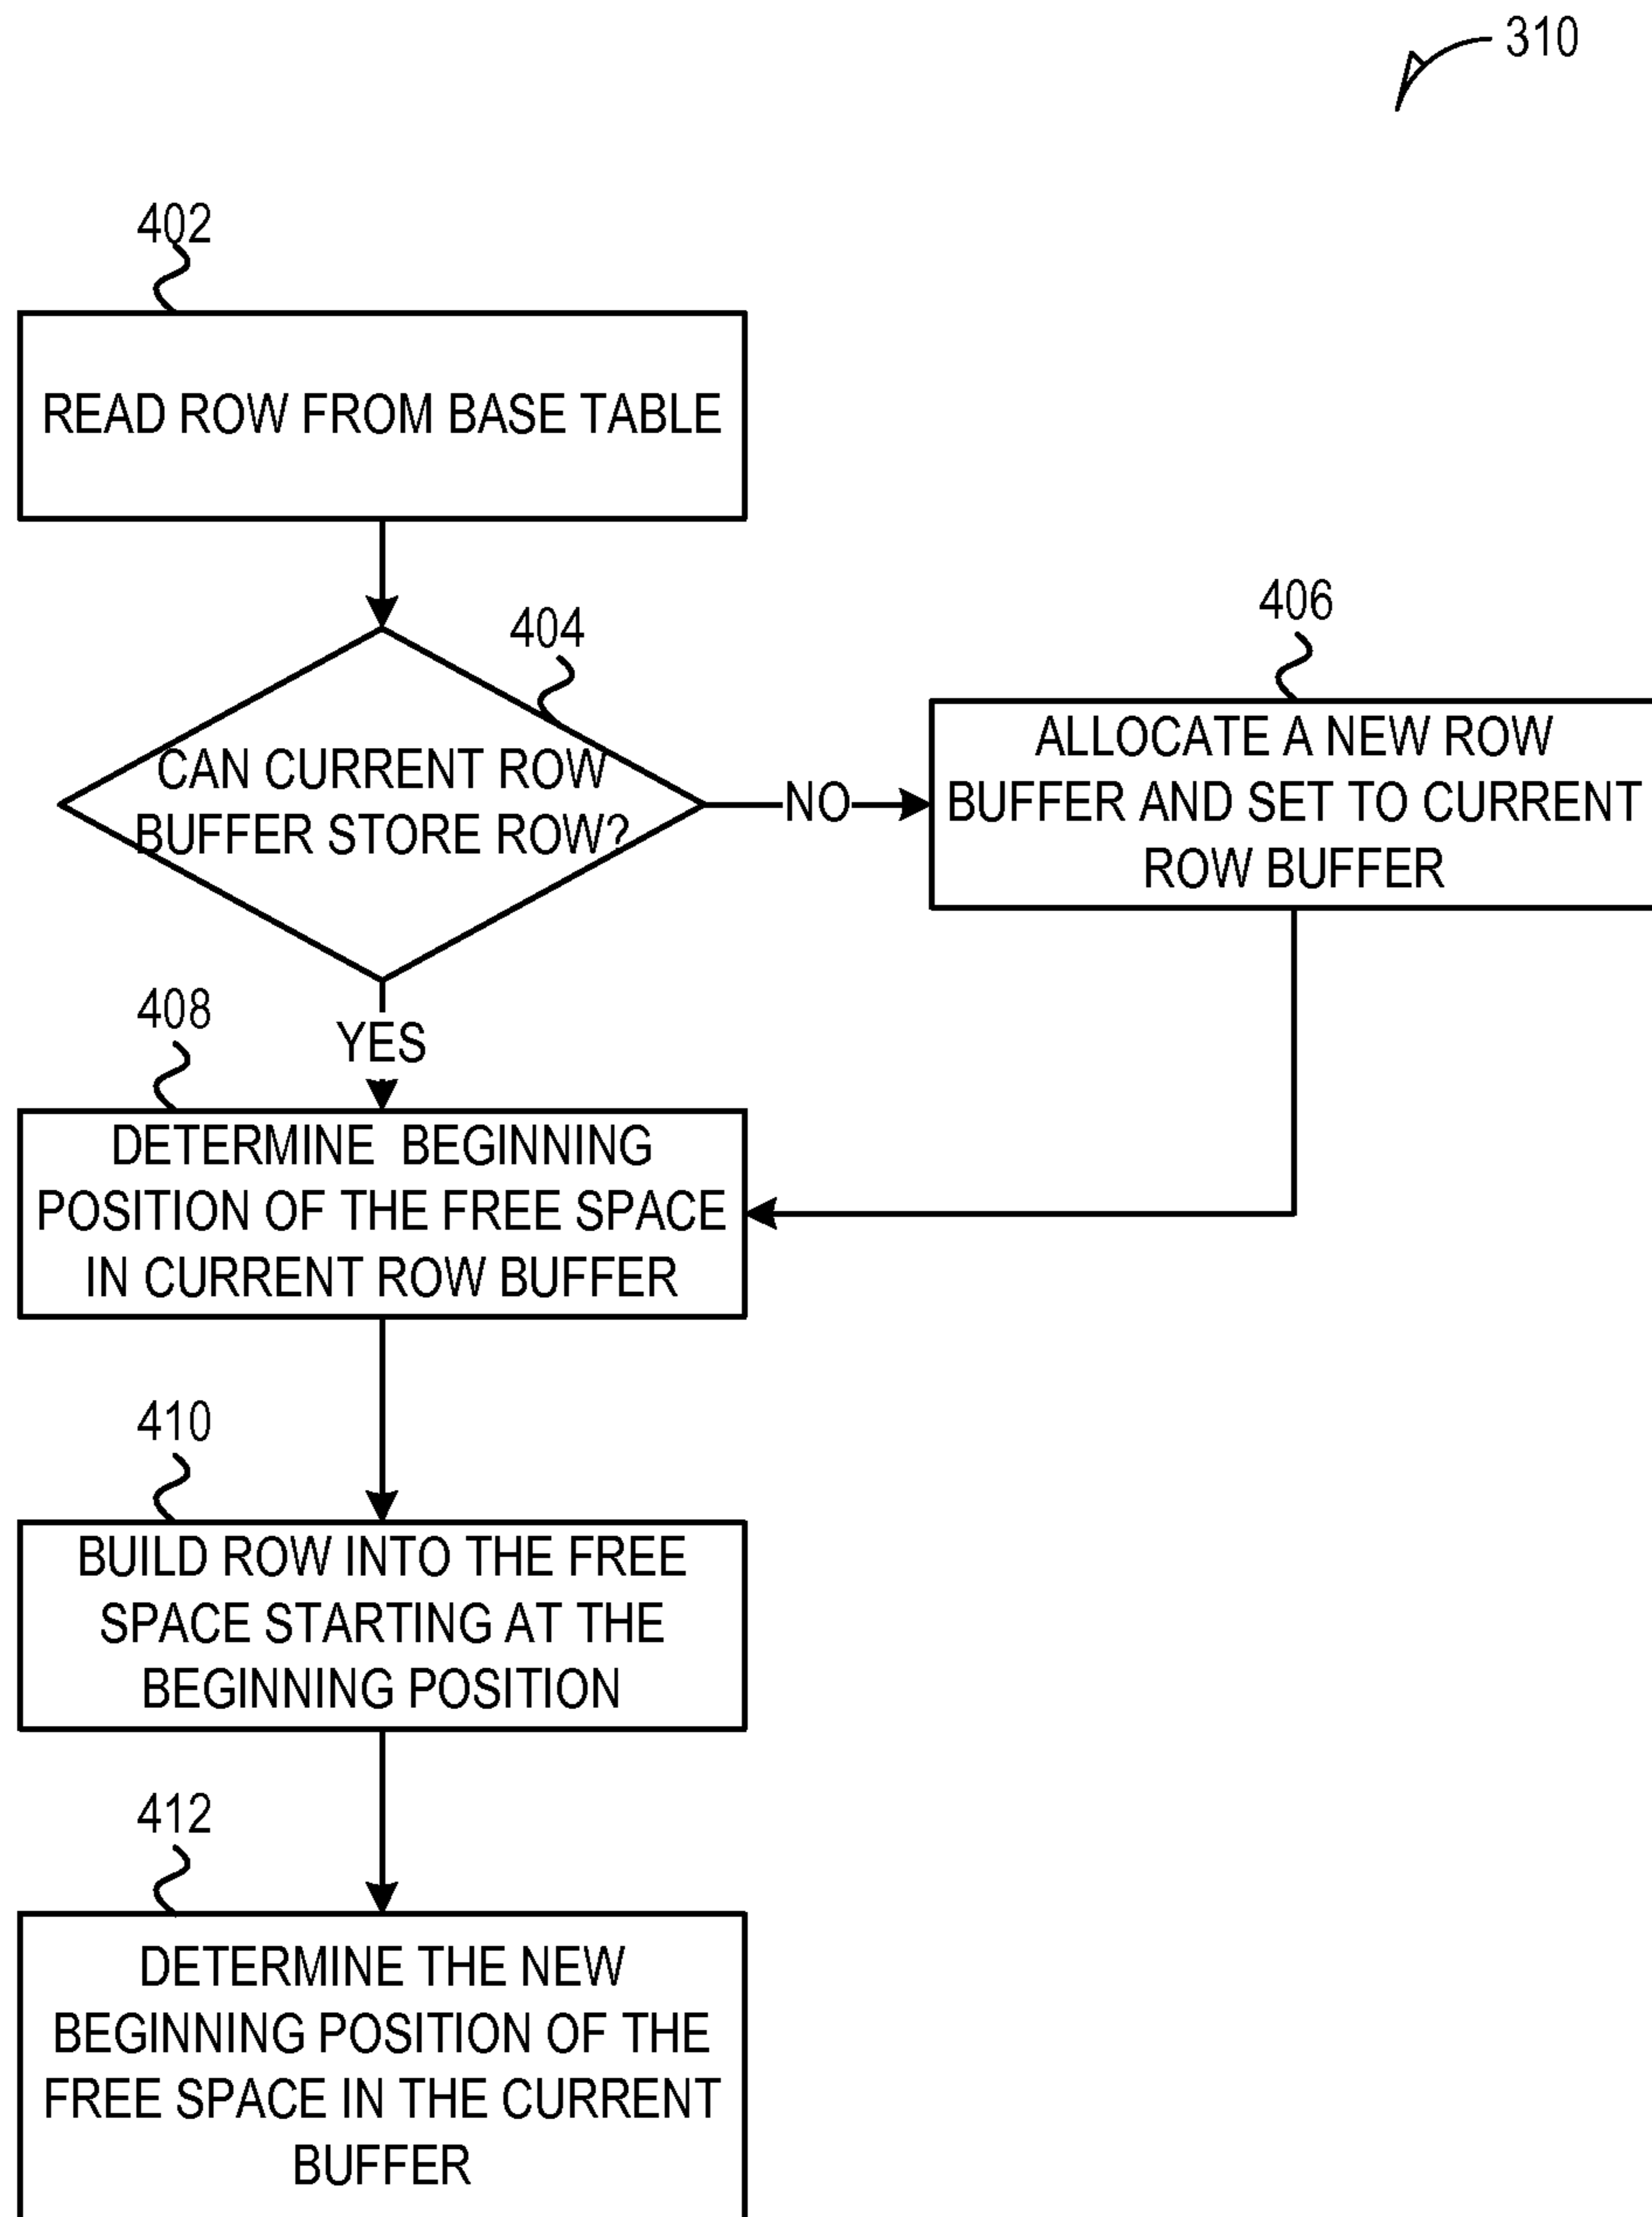 310
402
READ ROW FROM BASE TABLE
404
CAN CURRENT ROW
BUFFER STORE ROW?
NO
406
ALLOCATE A NEW ROW
BUFFER AND SET TO CURRENT
ROW BUFFER
YES
408
DETERMINE BEGINNING
POSITION OF THE FREE SPACE
IN CURRENT ROW BUFFER
410
BUILD ROW INTO THE FREE
SPACE STARTING AT THE
BEGINNING POSITION
412
DETERMINE THE NEW
BEGINNING POSITION OF THE
FREE SPACE IN THE CURRENT
BUFFER